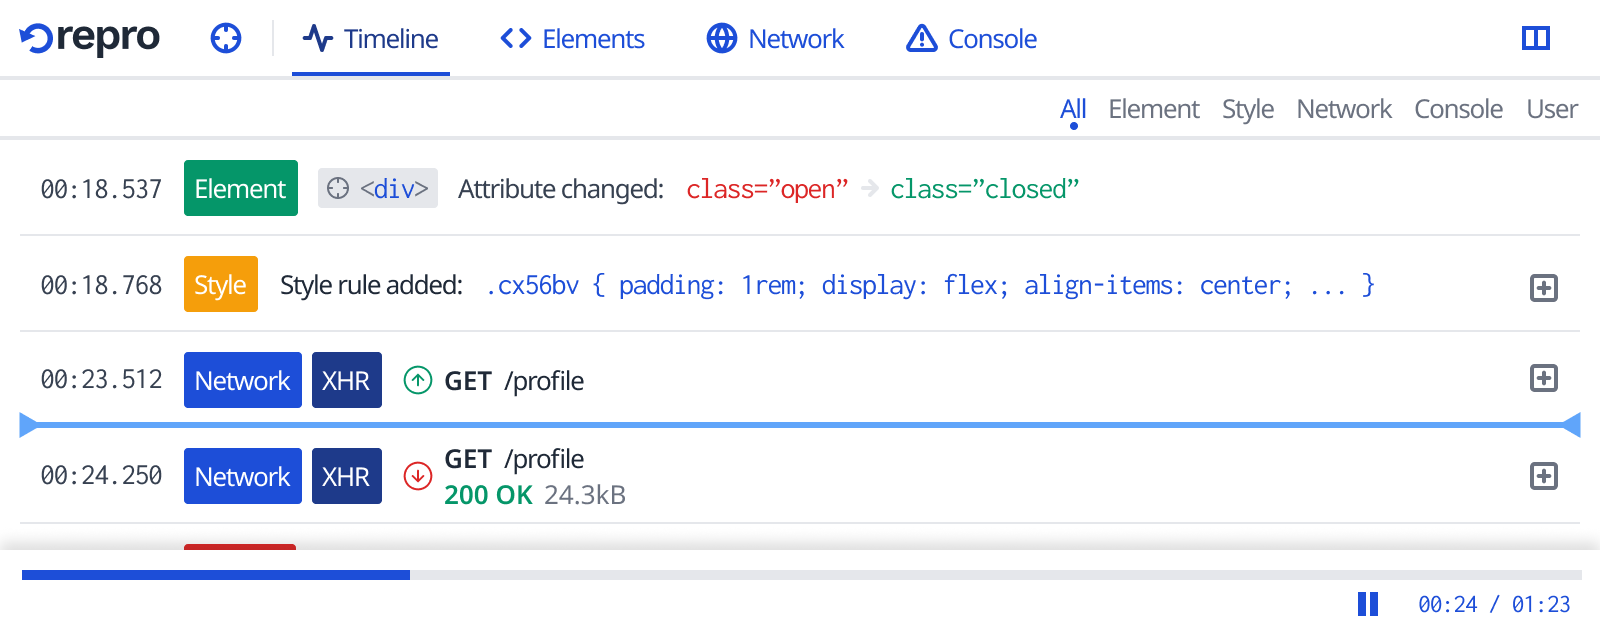 repro Timeline Elements Network Console
All Element Style Network Console User
00:18.537 Element <div> Attribute changed: class=”open” class=”closed”
00:18.768 Style Style rule added: .cx56bv { padding: 1rem; display: flex; align-items: center; ... }
00:23.512 Network XHR GET /profile
00:24.250 Network XHR GET /profile
200 OK 24.3kB
00:24 / 01:23